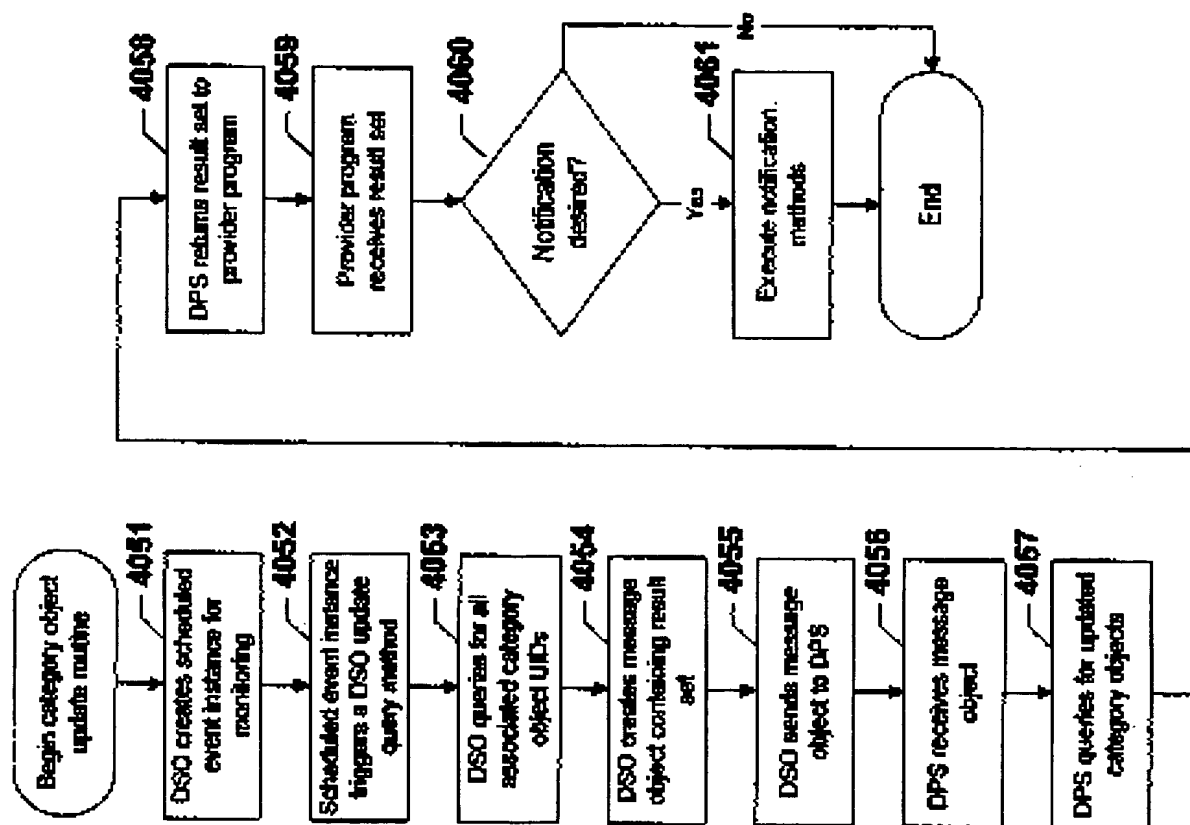 Begin category object
update routine
4051
DSO creates scheduled
event instance for
monitoring
4052
Scheduled event instance
triggers a DSO update
query method
4053
DSO queries for all
associated category
object UIDs
4054
DSO creates message
object containing result
set
4055
DSO sends message
object to DPS
4056
DPS receives message
object
4057
DPS queries for updated
category objects
4058
DPS returns result set to
provider program
4059
Provider program
receives result set
4060
Notification
desired?
No
Yes
4061
Execute notification
methods
End